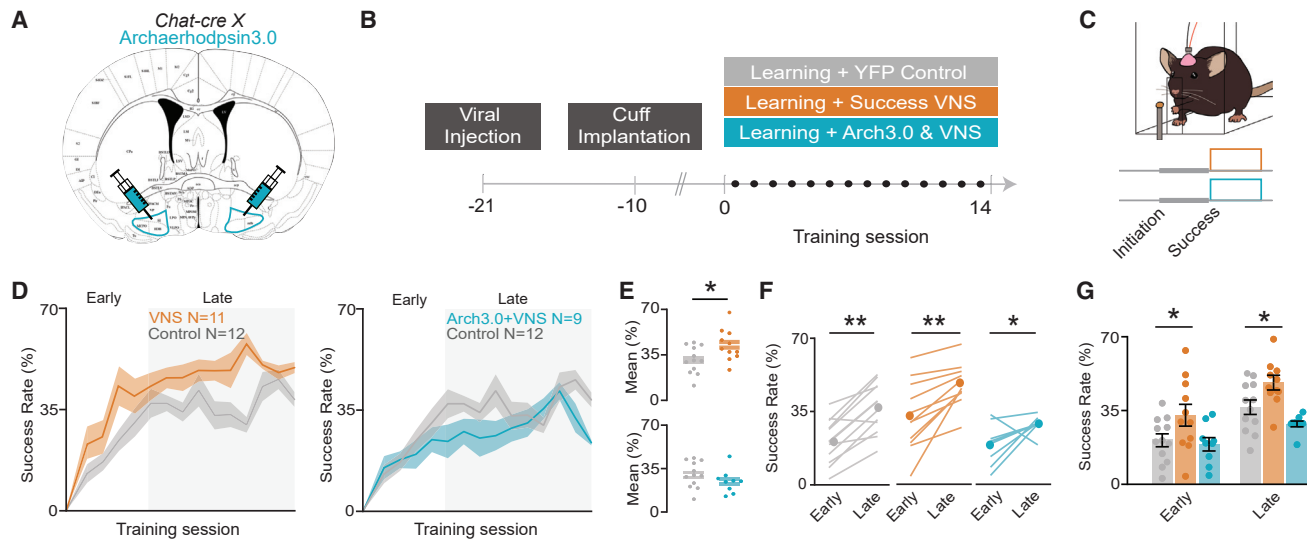 A
Chat-cre X
Archaerhodpsin3.0
B
Learning + YFP Control
Learning + Success VNS
Learning + Arch3.0 & VNS
Viral
Injection
Cuff
Implantation
-21
-10
0
14
Training session
C
Initiation
Success
D
Early
Late
VNS N=11
Control N=12
70
35
0
Success Rate (%)
Training session
Early
Late
Arch3.0+VNS N=9
Control N=12
70
35
0
Success Rate (%)
Training session
E
*
70
35
0
Mean (%)
70
35
0
Mean (%)
F
** ** *
70
35
0
Success Rate (%)
Early Late Early Late Early Late
G
* *
70
35
0
Success Rate (%)
Early Late